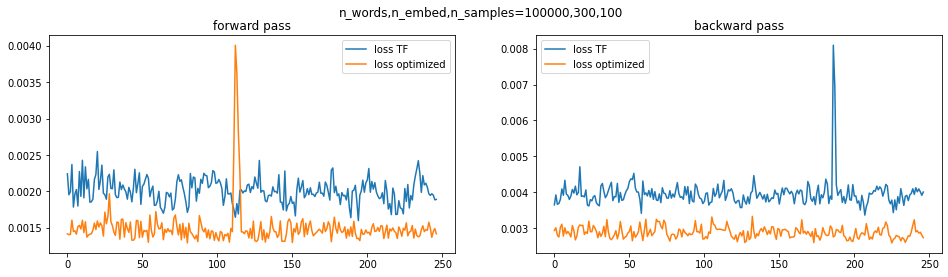 n_words,n_embed,n_samples=100000,300,100
forward pass
0.0040
0.0035
0.0030
0.0025
0.0020
0.0015
loss TF
loss optimized
0 50 100 150 200 250
backward pass
0.008
0.007
0.006
0.005
0.004
0.003
loss TF
loss optimized
0 50 100 150 200 250